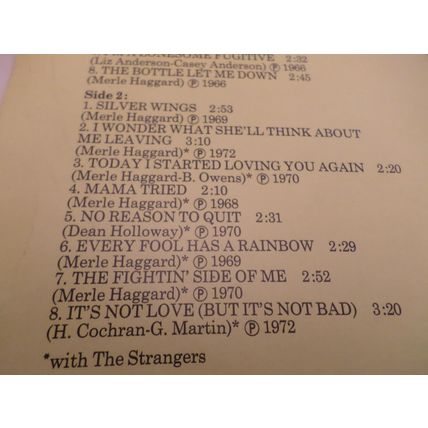 LONESOME FUGITIVE 2:32
(Liz Anderson-Casey Anderson) ℗ 1966
8. THE BOTTLE LET ME DOWN 2:45
(Merle Haggard) ℗ 1966
Side 2:
1. SILVER WINGS 2:53
(Merle Haggard) ℗ 1969
2. I WONDER WHAT SHE'LL THINK ABOUT
ME LEAVING 3:10
(Merle Haggard)* ℗ 1972
3. TODAY I STARTED LOVING YOU AGAIN 2:20
(Merle Haggard-B. Owens)* ℗ 1970
4. MAMA TRIED 2:10
(Merle Haggard)* ℗ 1968
5. NO REASON TO QUIT 2:31
(Dean Holloway)* ℗ 1970
6. EVERY FOOL HAS A RAINBOW 2:29
(Merle Haggard)* ℗ 1969
7. THE FIGHTIN' SIDE OF ME 2:52
(Merle Haggard)* ℗ 1970
8. IT'S NOT LOVE (BUT IT'S NOT BAD) 3:20
(H. Cochran-G. Martin)* ℗ 1972
*with The Strangers